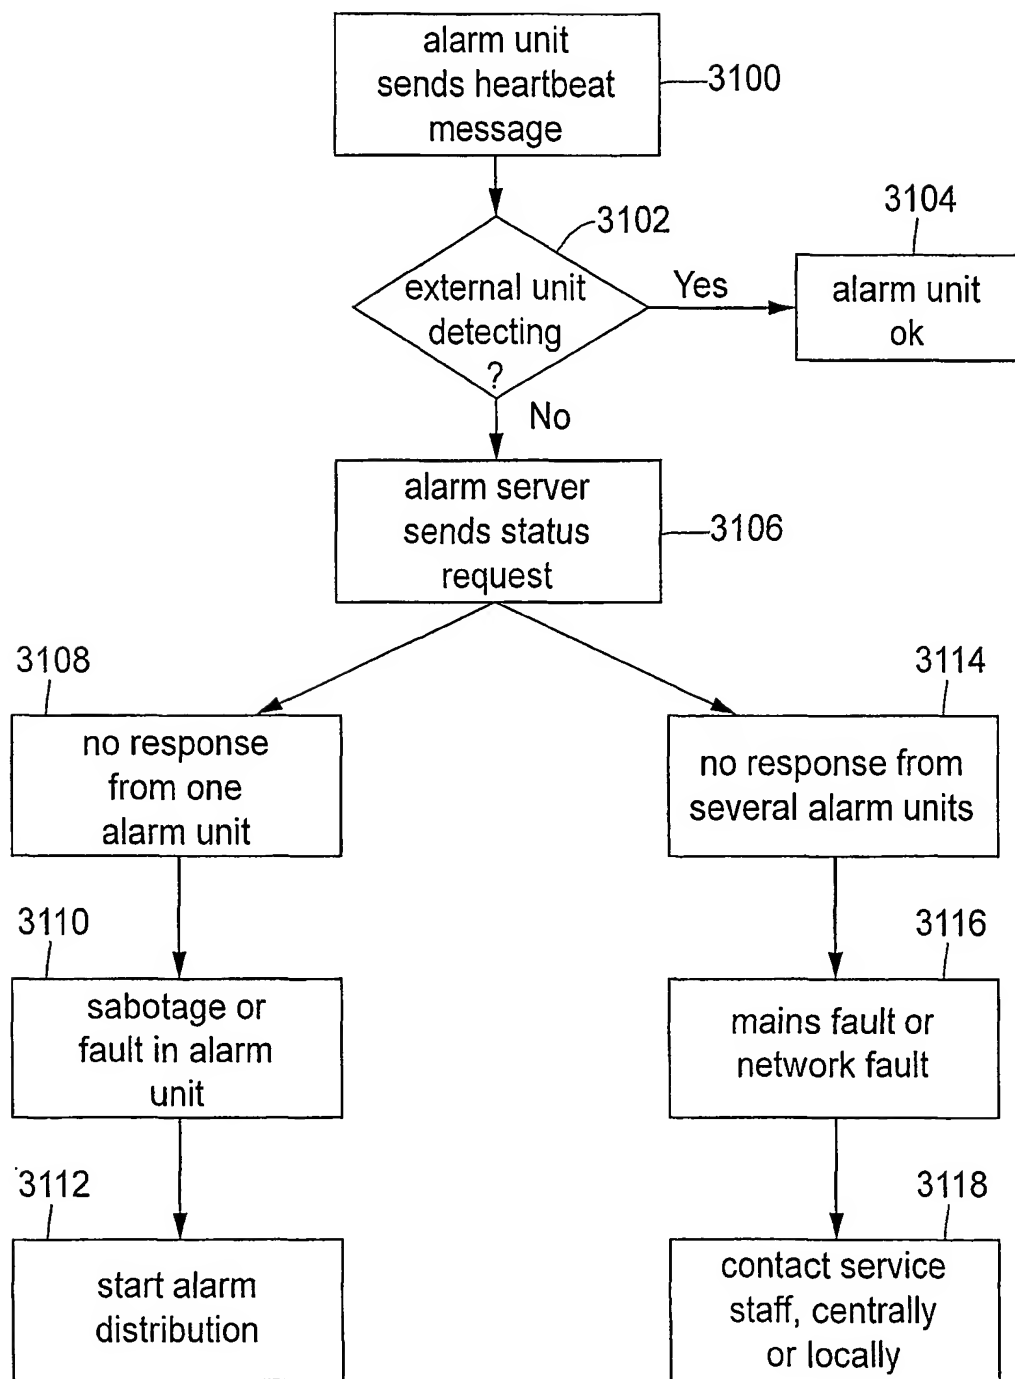 alarm unit
sends heartbeat
message
3100
3102
3104
external unit
detecting
?
Yes
alarm unit
ok
No
alarm server
sends status
request
3106
3108
3114
no response
from one
alarm unit
no response from
several alarm units
3110
3116
sabotage or
fault in alarm
unit
mains fault or
network fault
3112
3118
start alarm
distribution
contact service
staff, centrally
or locally